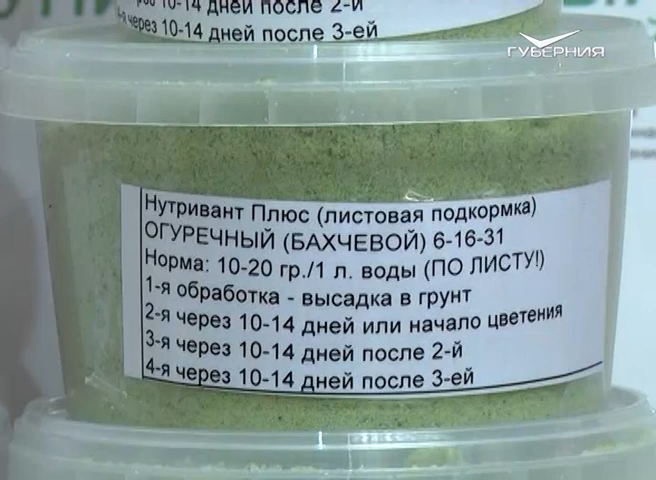 10-14 дней после 2-й
4-я через 10-14 дней после 3-ей
ГУБЕРНИЯ
Нутривант Плюс (листовая подкормка)
ОГУРЕЧНЫЙ (БАХЧЕВОЙ) 6-16-31
Норма: 10-20 гр./1 л. воды (ПО ЛИСТУ!)
1-я обработка - высадка в грунт
2-я через 10-14 дней или начало цветения
3-я через 10-14 дней после 2-й
4-я через 10-14 дней после 3-ей